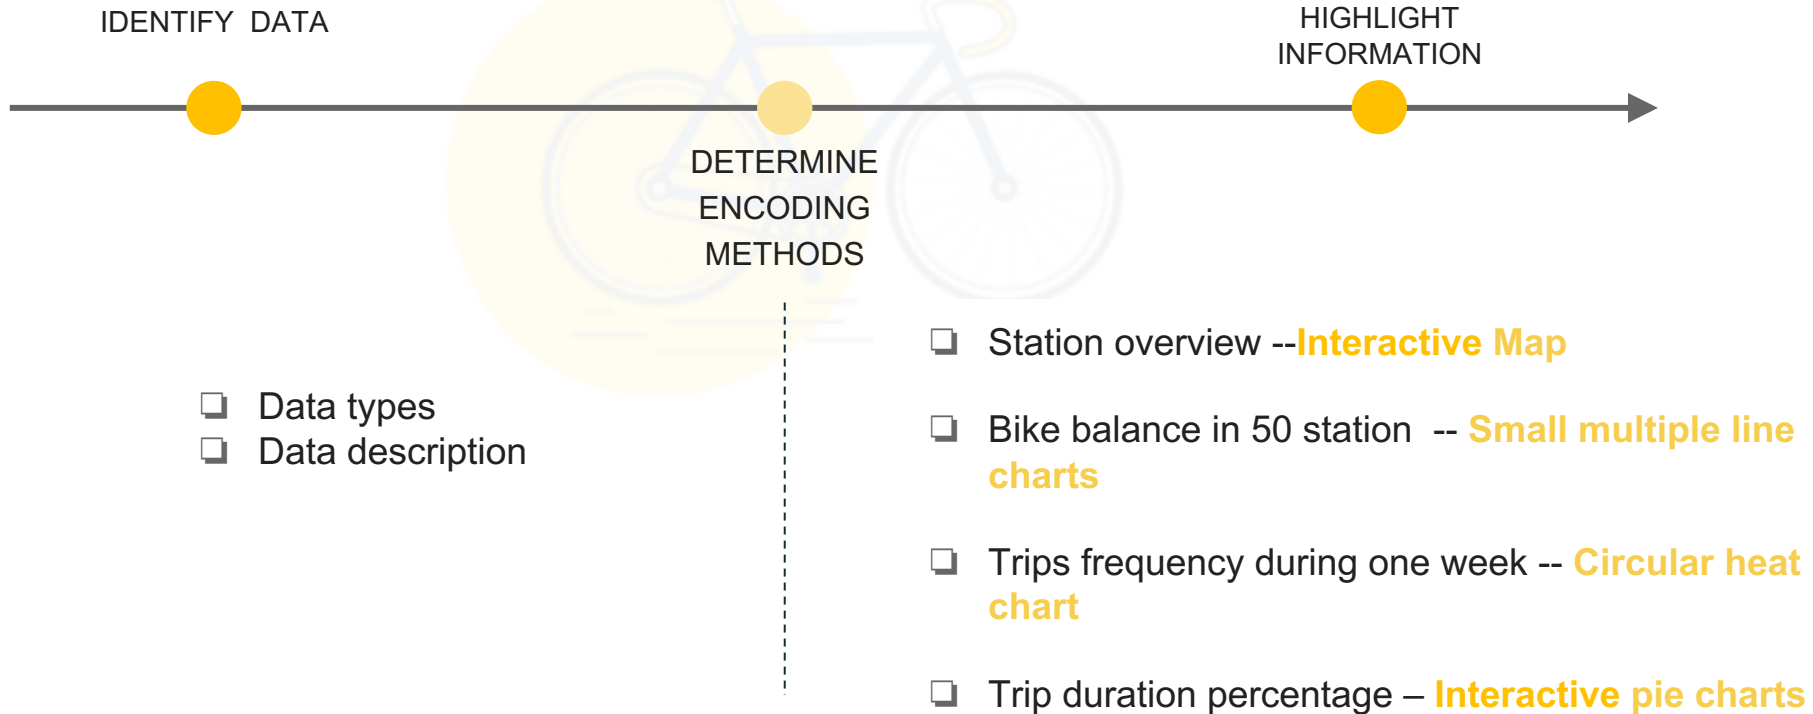 IDENTIFY DATA
HIGHLIGHT
INFORMATION
DETERMINE
ENCODING
METHODS
Data types
Data description
Station overview --Interactive Map
Bike balance in 50 station -- Small multiple line
charts
Trips frequency during one week -- Circular heat
chart
Trip duration percentage – Interactive pie charts